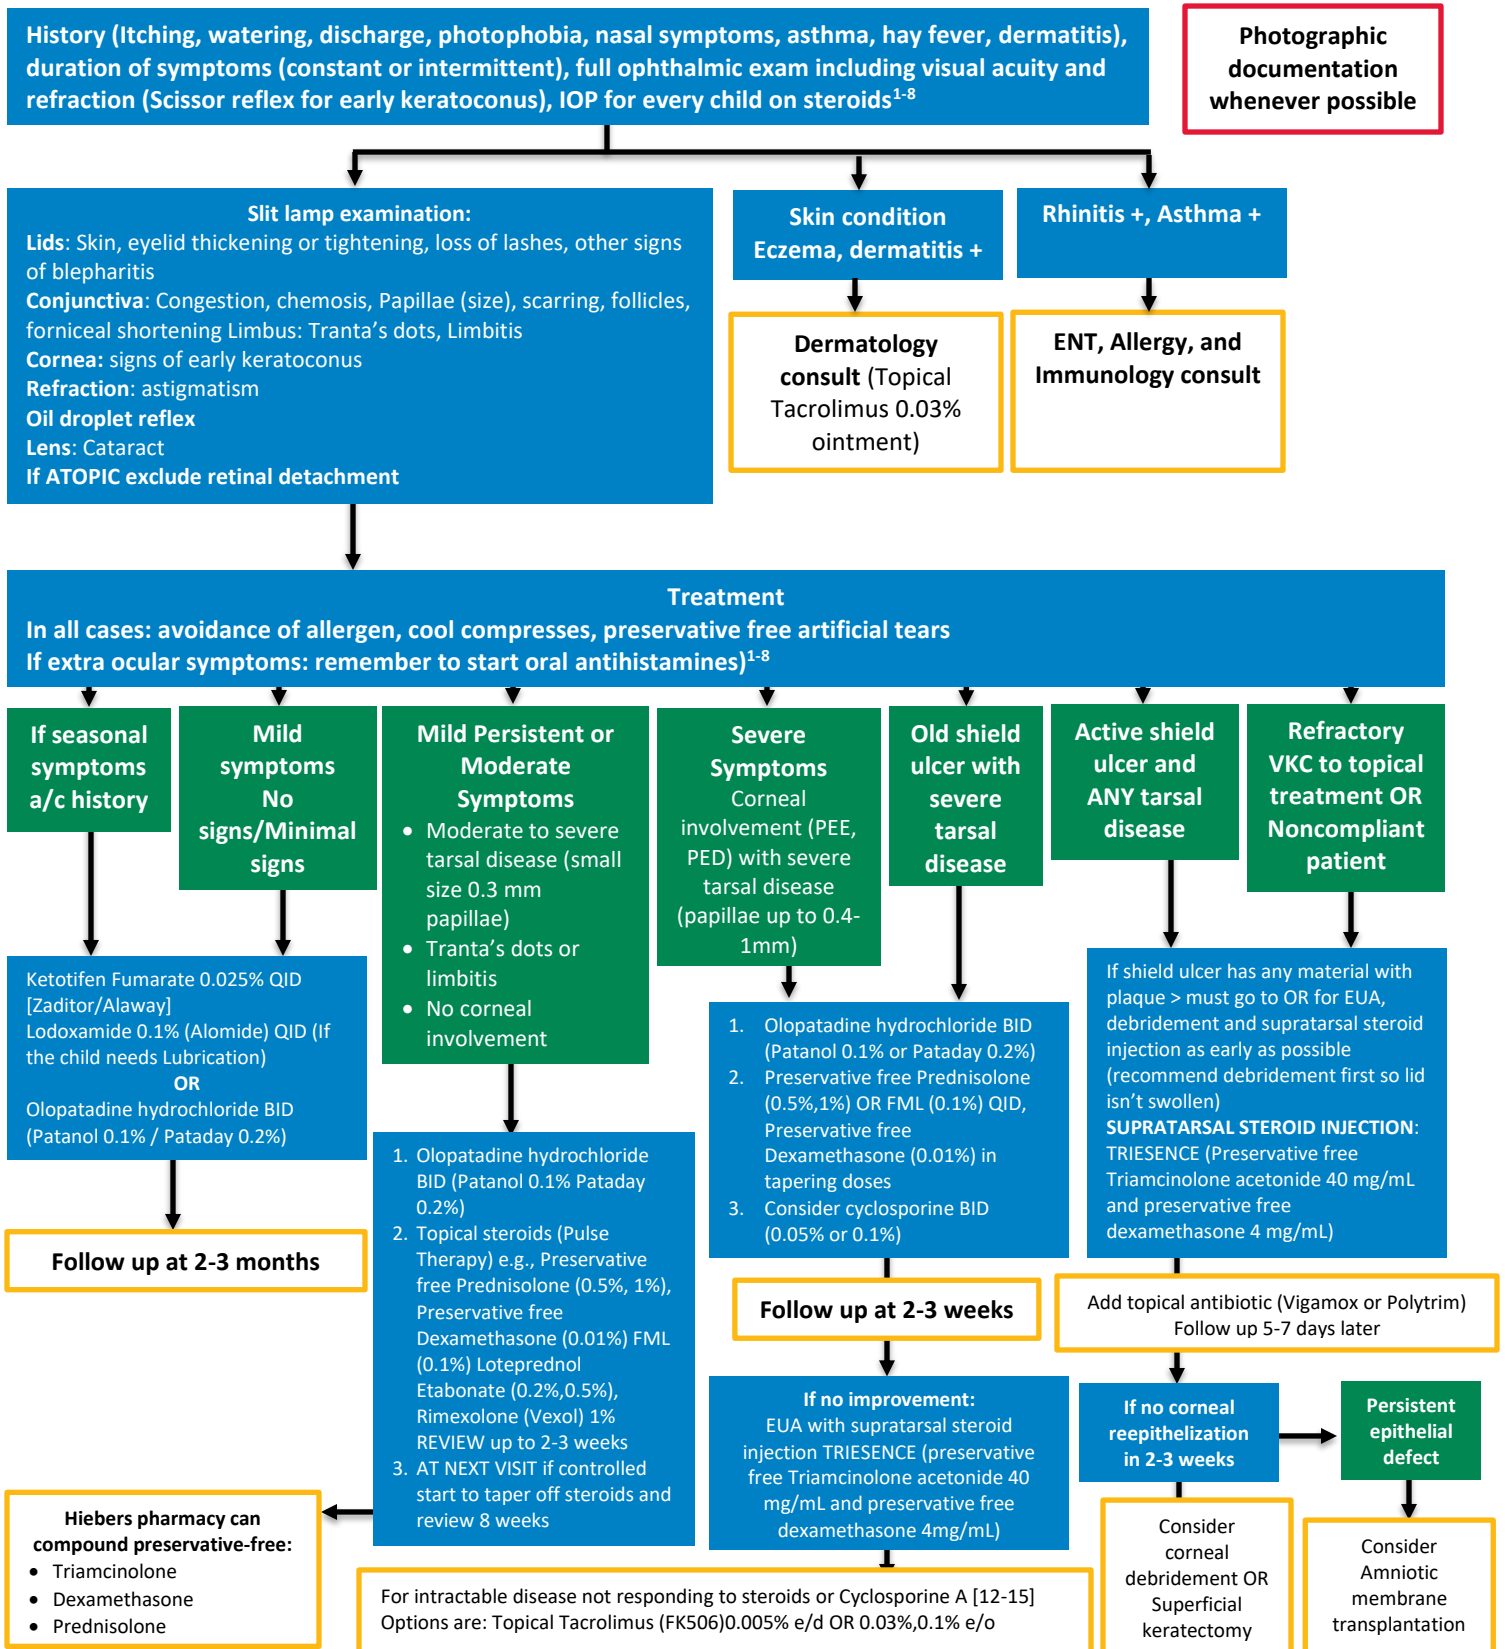 History (Itching, watering, discharge, photophobia, nasal symptoms, asthma, hay fever, dermatitis),
duration of symptoms (constant or intermittent), full ophthalmic exam including visual acuity and
refraction (Scissor reflex for early keratoconus), IOP for every child on steroids1-8
Photographic
documentation
whenever possible
Slit lamp examination:
Lids: Skin, eyelid thickening or tightening, loss of lashes, other signs
of blepharitis
Conjunctiva: Congestion, chemosis, Papillae (size), scarring, follicles,
forniceal shortening Limbus: Tranta’s dots, Limbitis
Cornea: signs of early keratoconus
Refraction: astigmatism
Oil droplet reflex
Lens: Cataract
If ATOPIC exclude retinal detachment
Skin condition
Eczema, dermatitis +
Rhinitis +, Asthma +
Dermatology
consult (Topical
Tacrolimus 0.03%
ointment)
ENT, Allergy, and
Immunology consult
Treatment
In all cases: avoidance of allergen, cool compresses, preservative free artificial tears
If extra ocular symptoms: remember to start oral antihistamines)1-8
If seasonal
symptoms
a/c history
Mild
symptoms
No
signs/Minimal
signs
Mild Persistent or
Moderate
Symptoms
• Moderate to severe
tarsal disease (small
size 0.3 mm
papillae)
• Tranta’s dots or
limbitis
• No corneal
involvement
Severe
Symptoms
Corneal
involvement (PEE,
PED) with severe
tarsal disease
(papillae up to 0.4-
1mm)
Old shield
ulcer with
severe
tarsal
disease
Active shield
ulcer and
ANY tarsal
disease
Refractory
VKC to topical
treatment OR
Noncompliant
patient
Ketotifen Fumarate 0.025% QID
[Zaditor/Alaway]
Lodoxamide 0.1% (Alomide) QID (If
the child needs Lubrication)
OR
Olopatadine hydrochloride BID
(Patanol 0.1% / Pataday 0.2%)
Follow up at 2-3 months
1. Olopatadine hydrochloride
BID (Patanol 0.1% Pataday
0.2%)
2. Topical steroids (Pulse
Therapy) e.g., Preservative
free Prednisolone (0.5%, 1%),
Preservative free
Dexamethasone (0.01%) FML
(0.1%) Loteprednol
Etabonate (0.2%,0.5%),
Rimexolone (Vexol) 1%
REVIEW up to 2-3 weeks
3. AT NEXT VISIT if controlled
start to taper off steroids and
review 8 weeks
Hiebers pharmacy can
compound preservative-free:
• Triamcinolone
• Dexamethasone
• Prednisolone
1. Olopatadine hydrochloride BID
(Patanol 0.1% or Pataday 0.2%)
2. Preservative free Prednisolone
(0.5%,1%) OR FML (0.1%) QID,
Preservative free
Dexamethasone (0.01%) in
tapering doses
3. Consider cyclosporine BID
(0.05% or 0.1%)
Follow up at 2-3 weeks
If no improvement:
EUA with supratarsal steroid
injection TRIESENCE (preservative
free Triamcinolone acetonide 40
mg/mL and preservative free
dexamethasone 4mg/mL)
For intractable disease not responding to steroids or Cyclosporine A [12-15]
Options are: Topical Tacrolimus (FK506)0.005% e/d OR 0.03%,0.1% e/o
If shield ulcer has any material with
plaque > must go to OR for EUA,
debridement and supratarsal steroid
injection as early as possible
(recommend debridement first so lid
isn’t swollen)
SUPRATARSAL STEROID INJECTION:
TRIESENCE (Preservative free
Triamcinolone acetonide 40 mg/mL
and preservative free
dexamethasone 4 mg/mL)
Add topical antibiotic (Vigamox or Polytrim)
Follow up 5-7 days later
If no corneal
reepithelization
in 2-3 weeks
Persistent
epithelial
defect
Consider
corneal
debridement OR
Superficial
keratectomy
Consider
Amniotic
membrane
transplantation